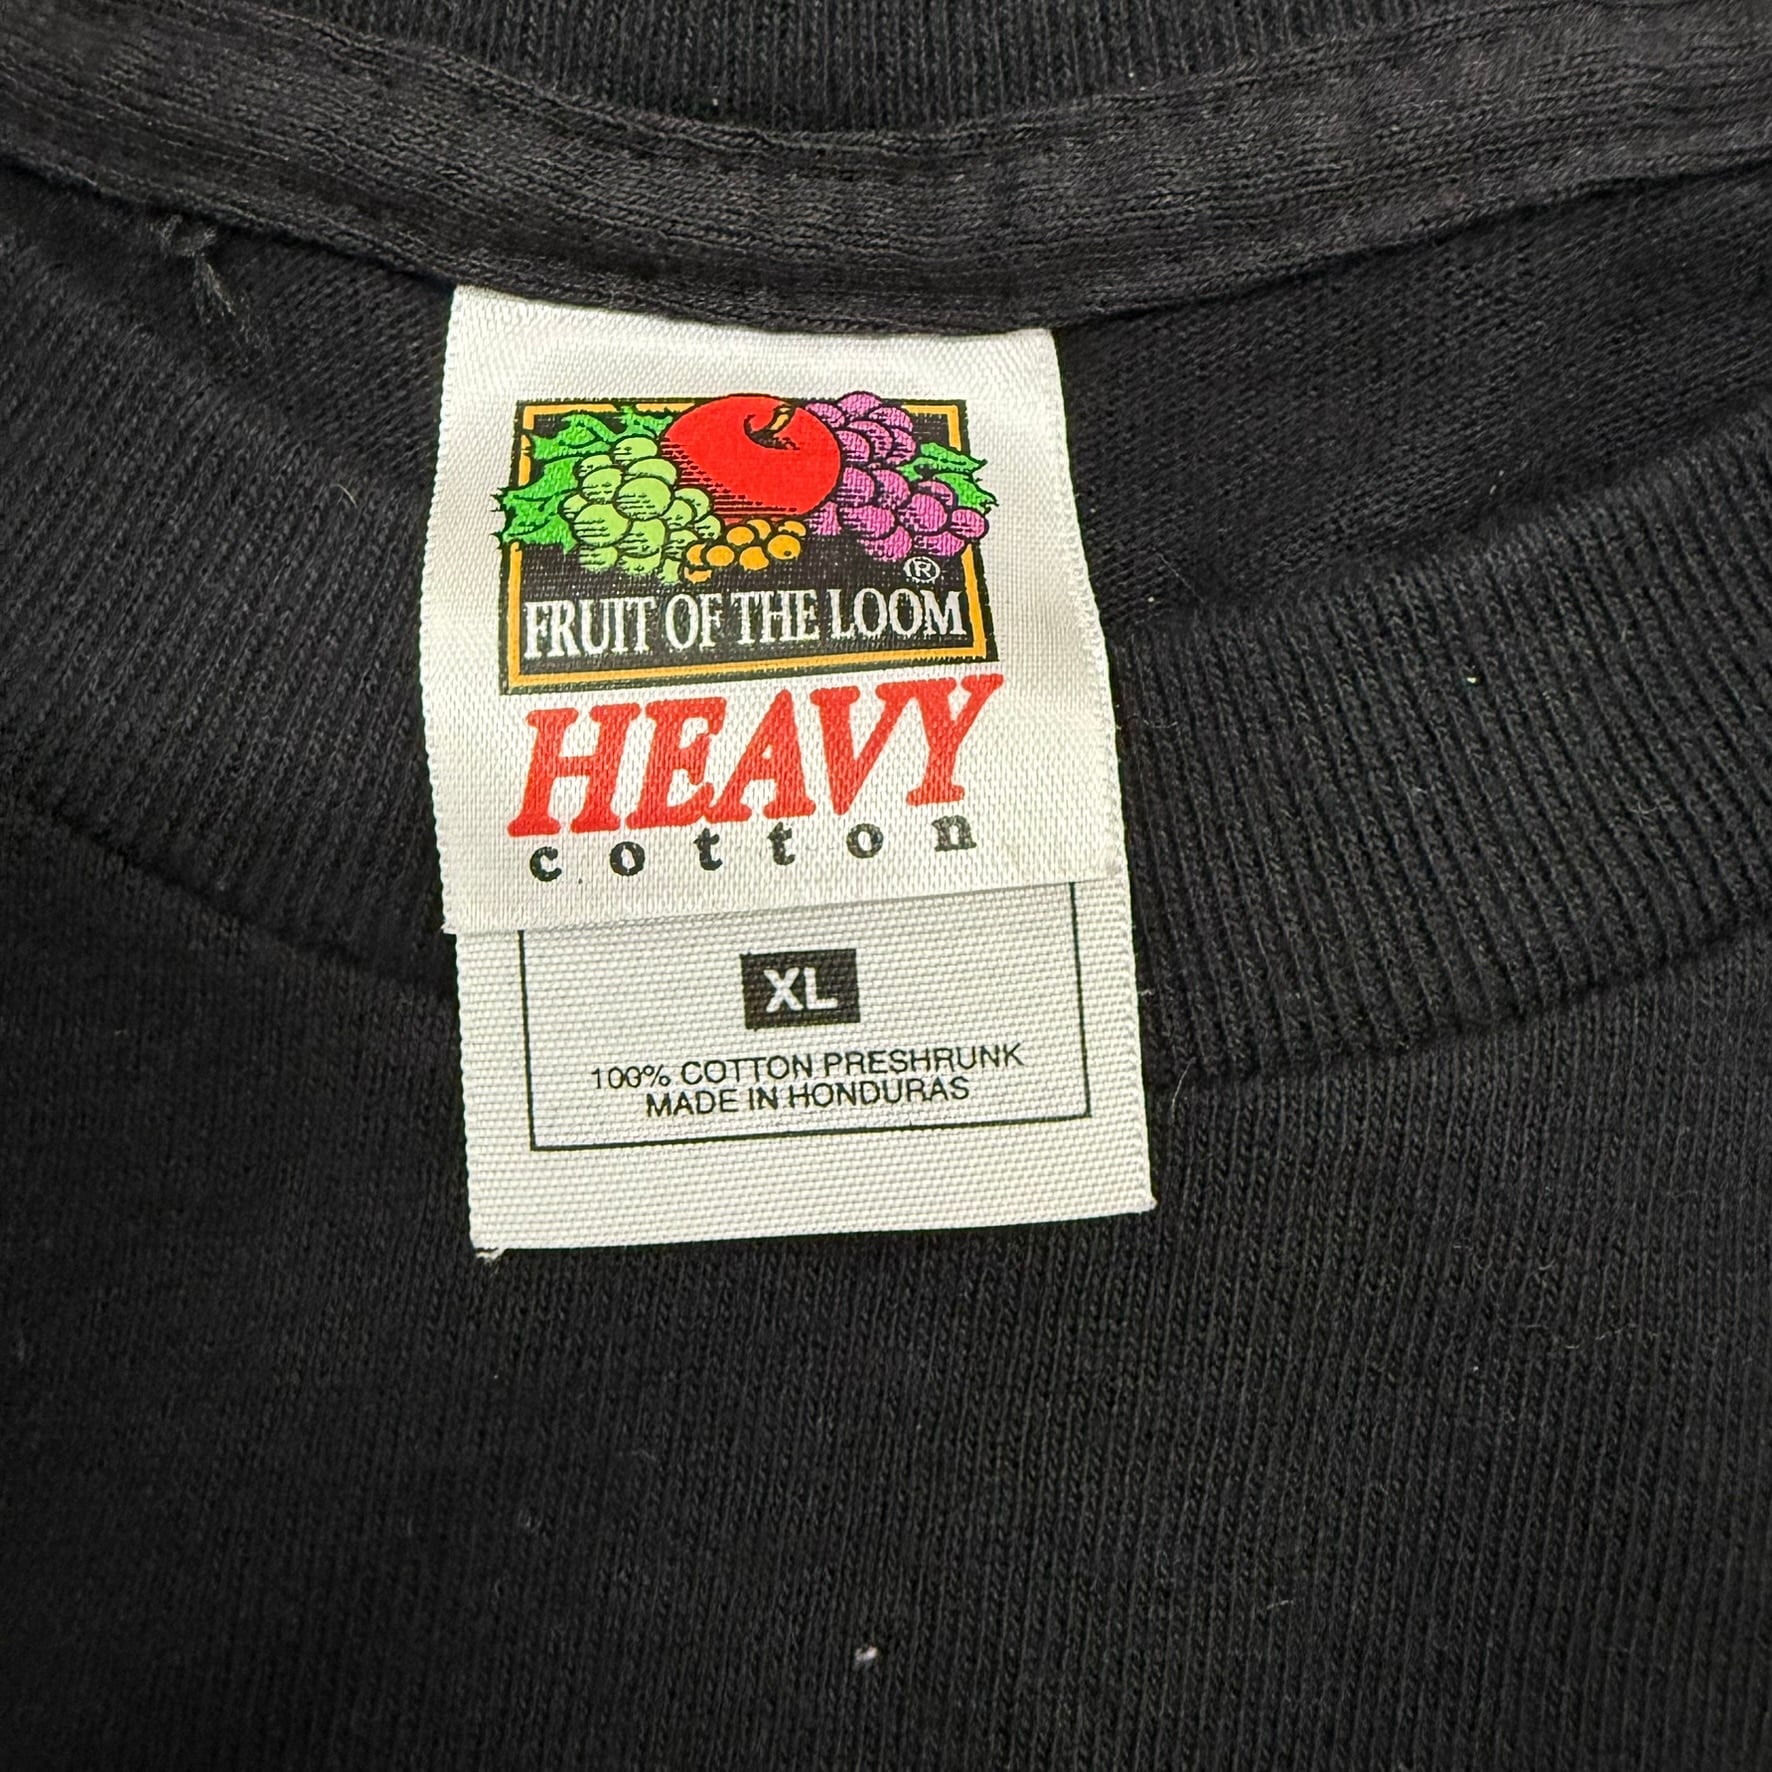 ®
FRUIT OF THE LOOM
HEAVY
cotton
XL
100% COTTON PRESHRUNK
MADE IN HONDURAS